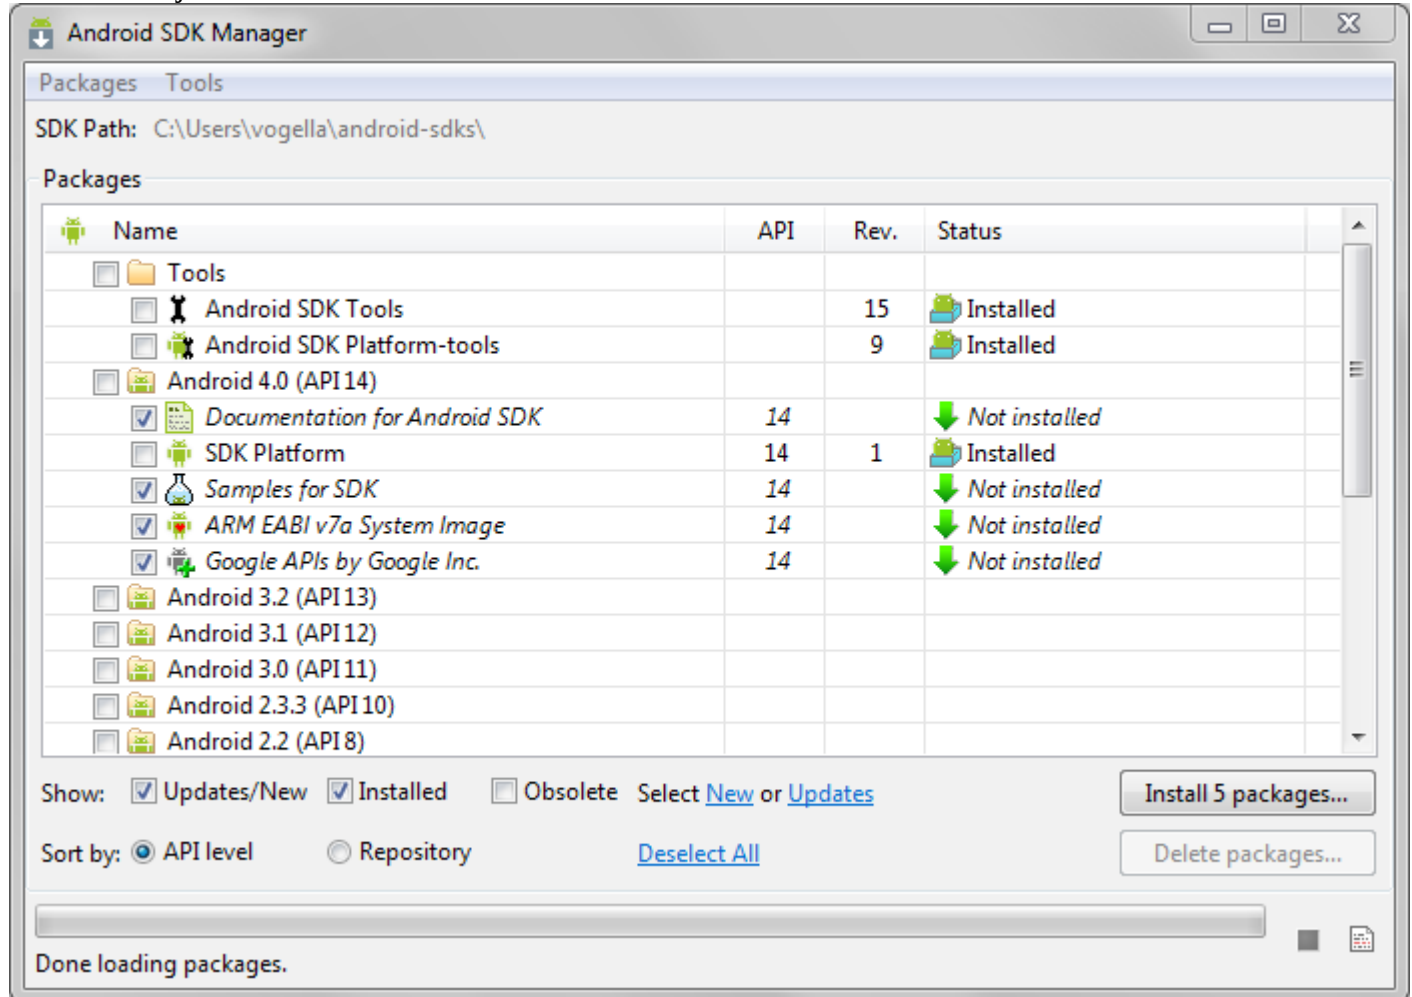 Android SDK Manager
Packages Tools
SDK Path: C:\Users\vogella\android-sdks\
Packages
Name API Rev. Status
Tools
Android SDK Tools 15 Installed
Android SDK Platform-tools 9 Installed
Android 4.0 (API 14)
Documentation for Android SDK 14 Not installed
SDK Platform 14 1 Installed
Samples for SDK 14 Not installed
ARM EABI v7a System Image 14 Not installed
Google APIs by Google Inc. 14 Not installed
Android 3.2 (API 13)
Android 3.1 (API 12)
Android 3.0 (API 11)
Android 2.3.3 (API 10)
Android 2.2 (API 8)
Show: Updates/New Installed Obsolete Select New or Updates Install 5 packages...
Sort by: API level Repository Deselect All Delete packages...
Done loading packages.